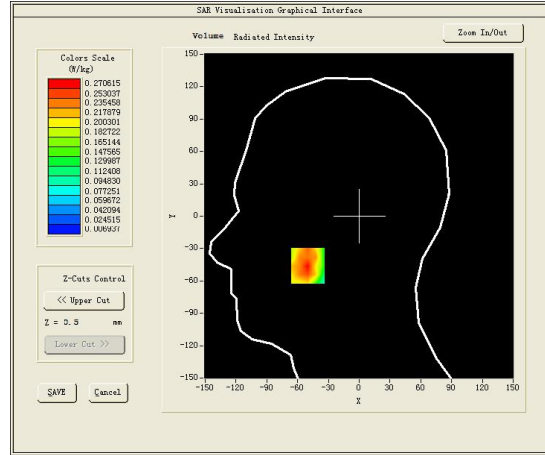 SAR Visualisation Graphical Interface
Volume Radiated Intensity
Zoom In/Out
Colors Scale
(W/kg)
0.270615
0.253037
0.235458
0.217879
0.200301
0.182722
0.165144
0.147565
0.129987
0.112408
0.094830
0.077251
0.059672
0.042094
0.024515
0.006937
Z-Cuts Control
<< Upper Cut
Z = 0.5 mm
Lower Cut >>
SAVE
Cancel
150
120
90
60
30
0
-30
-60
-90
-120
-150
Y
-150 -120 -90 -60 -30 0 30 60 90 120 150
X